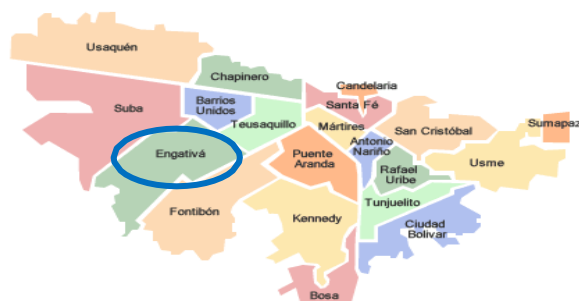 Usaquén
Chapinero
Suba
Barrios
Unidos
Teusaquillo
Engativá
Fontibón
Candelaria
Santa Fé
Mártires
Puente
Aranda
Antonio
Nariño
San Cristóbal
Sumapaz
Rafael
Uribe
Usme
Kennedy
Tunjuelito
Ciudad
Bolivar
Bosa